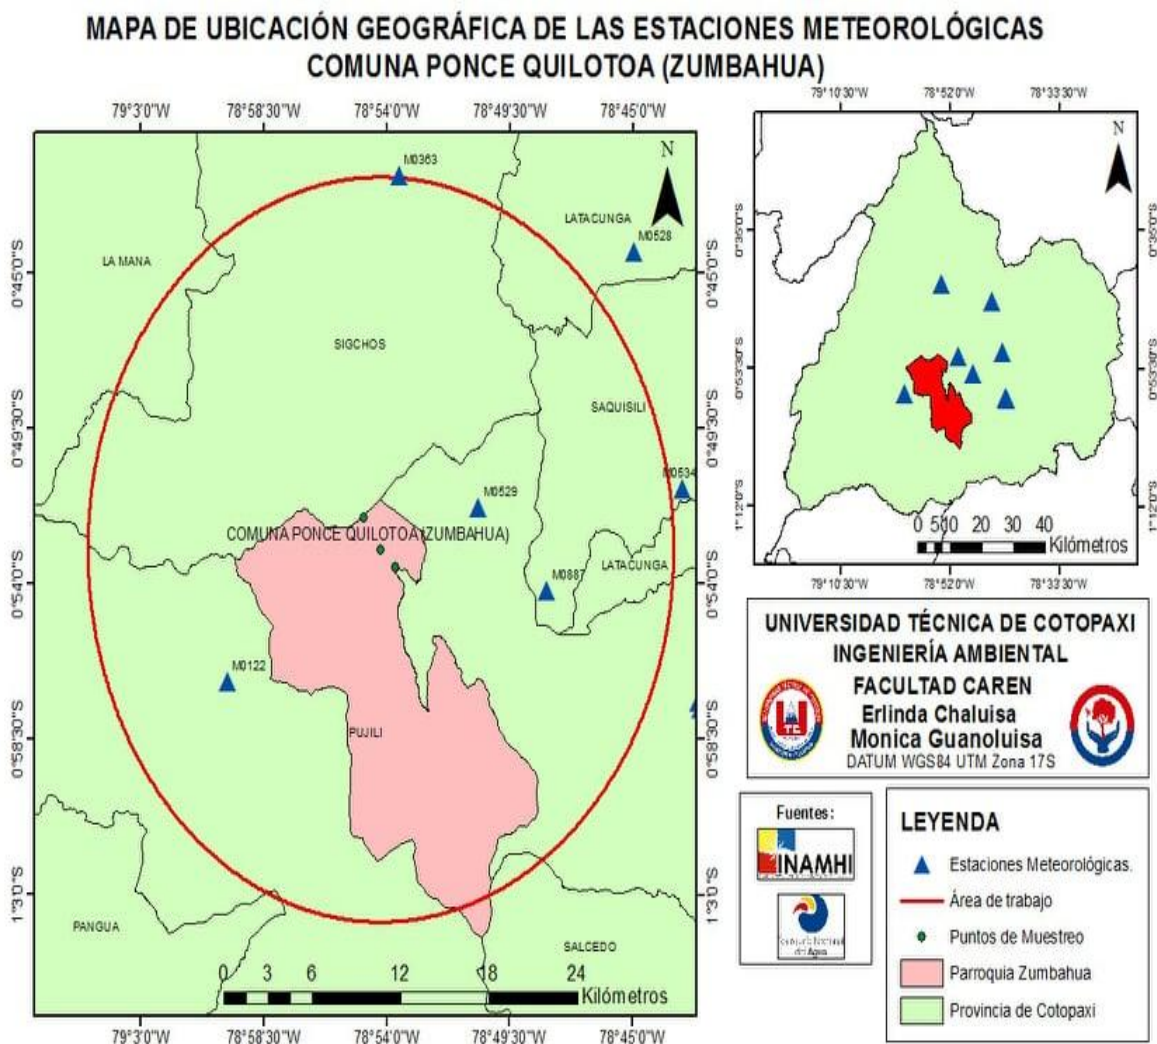 MAPA DE UBICACIÓN GEOGRÁFICA DE LAS ESTACIONES METEOROLÓGICAS
COMUNA PONCE QUILOTOA (ZUMBAHUA)
79°3'0"W 78°58'30"W 78°54'0"W 78°49'30"W 78°45'0"W
N
M0363
LATACUNGA
M0528
LA MANA
0°45'0"S 0°45'0"S
SIGCHOS
SAQUISILI
0°49'30"S 0°49'30"S
M0534
M0529
COMUNA PONCE QUILOTOA (ZUMBAHUA)
M0887
LATACUNGA
0°54'0"S 0°54'0"S
M0122
PUJILI
0°58'30"S 0°58'30"S
1°3'0"S 1°3'0"S
PANGUA
SALCEDO
0 3 6 12 18 24
Kilómetros
79°3'0"W 78°58'30"W 78°54'0"W 78°49'30"W 78°45'0"W
79°10'30"W 78°52'0"W 78°33'30"W
N
0°35'0"S 0°35'0"S
0°53'30"S 0°53'30"S
1°12'0"S 1°12'0"S
0 5 10 20 30 40
Kilómetros
79°10'30"W 78°52'0"W 78°33'30"W
UNIVERSIDAD TÉCNICA DE COTOPAXI
INGENIERÍA AMBIENTAL
FACULTAD CAREN
Erlinda Chaluisa
Monica Guanoluisa
DATUM WGS84 UTM Zona 17S
Fuentes:
INAMHI
LEYENDA
Estaciones Meteorológicas.
Área de trabajo
Puntos de Muestreo
Parroquia Zumbahua
Provincia de Cotopaxi